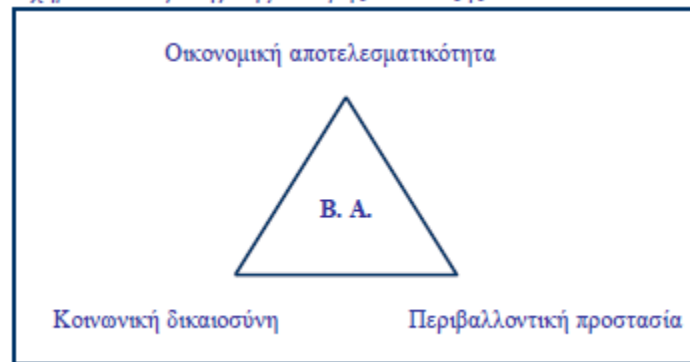 Οικονομική αποτελεσματικότητα
Β. Α.
Κοινωνική δικαιοσύνη Περιβαλλοντική προστασία